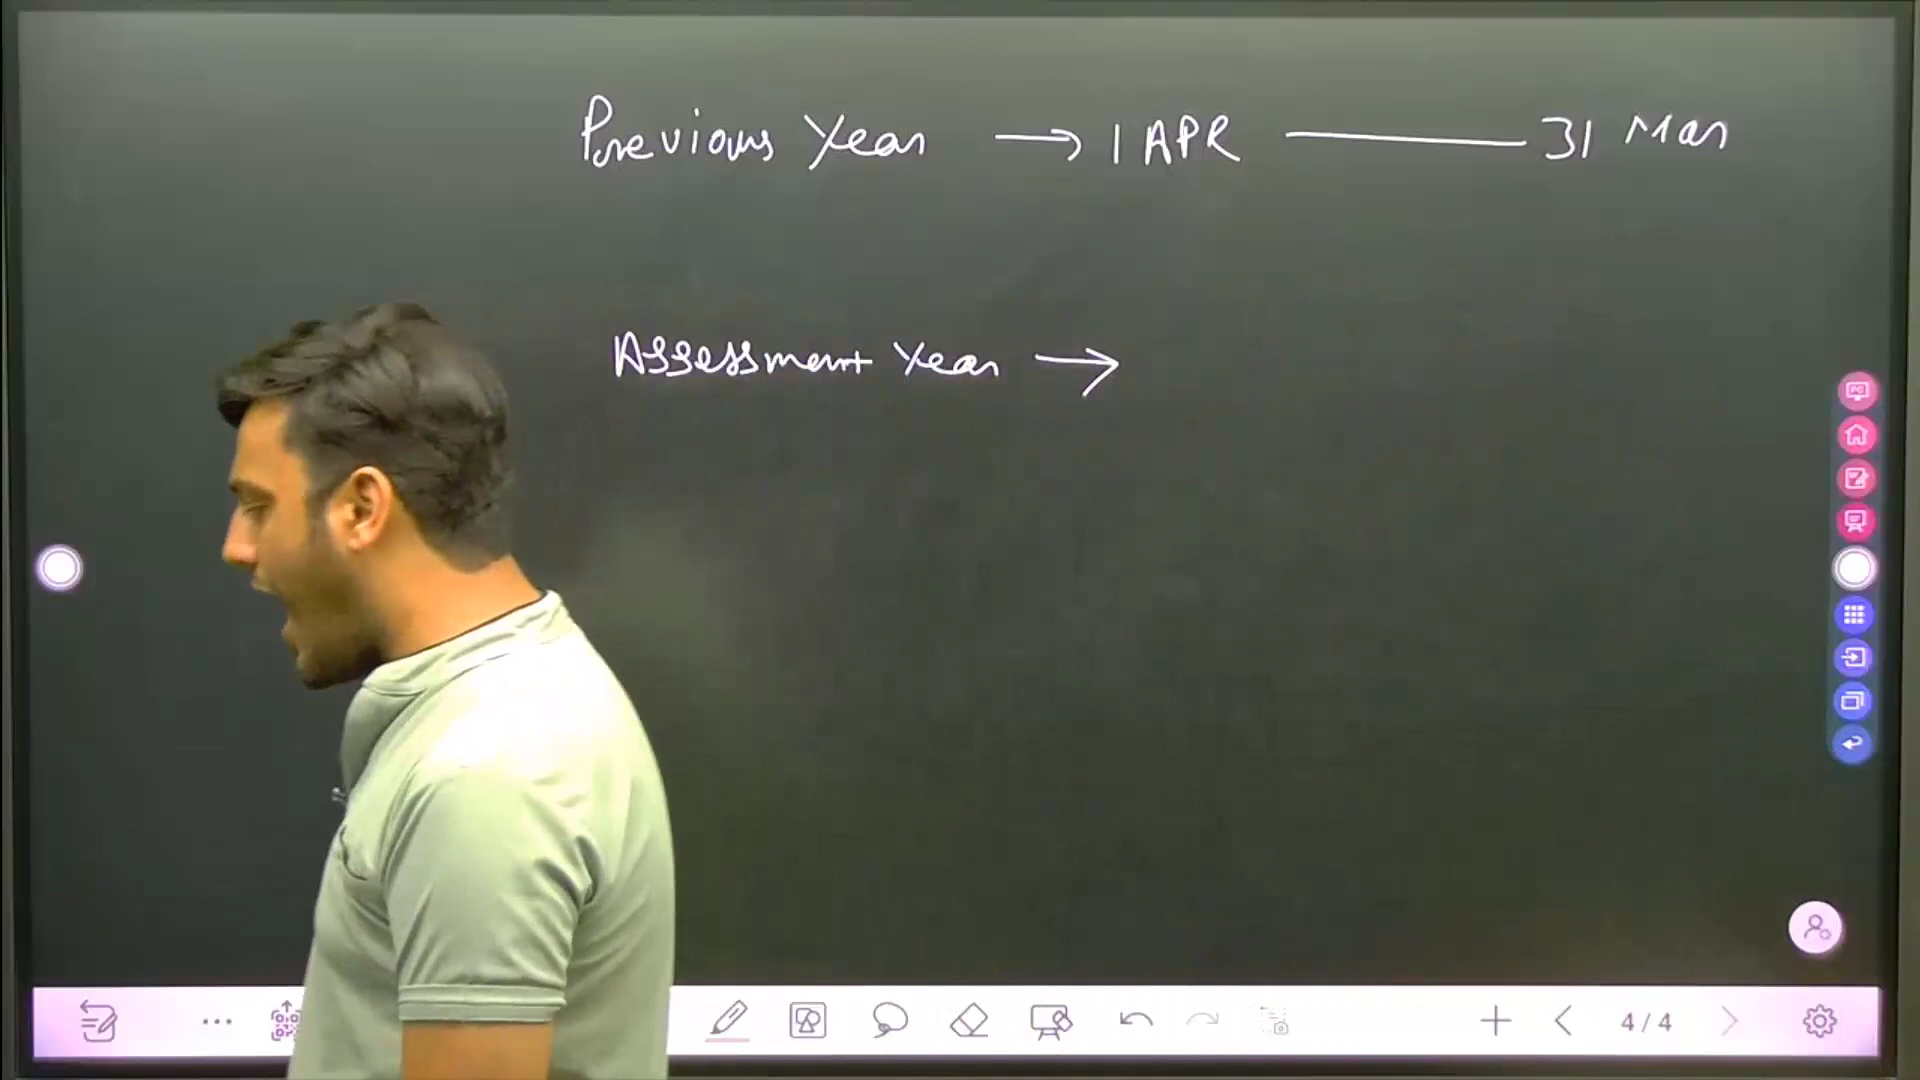 Previous Year → 1 APR — 31 Mar
Assessment Year →
4/4